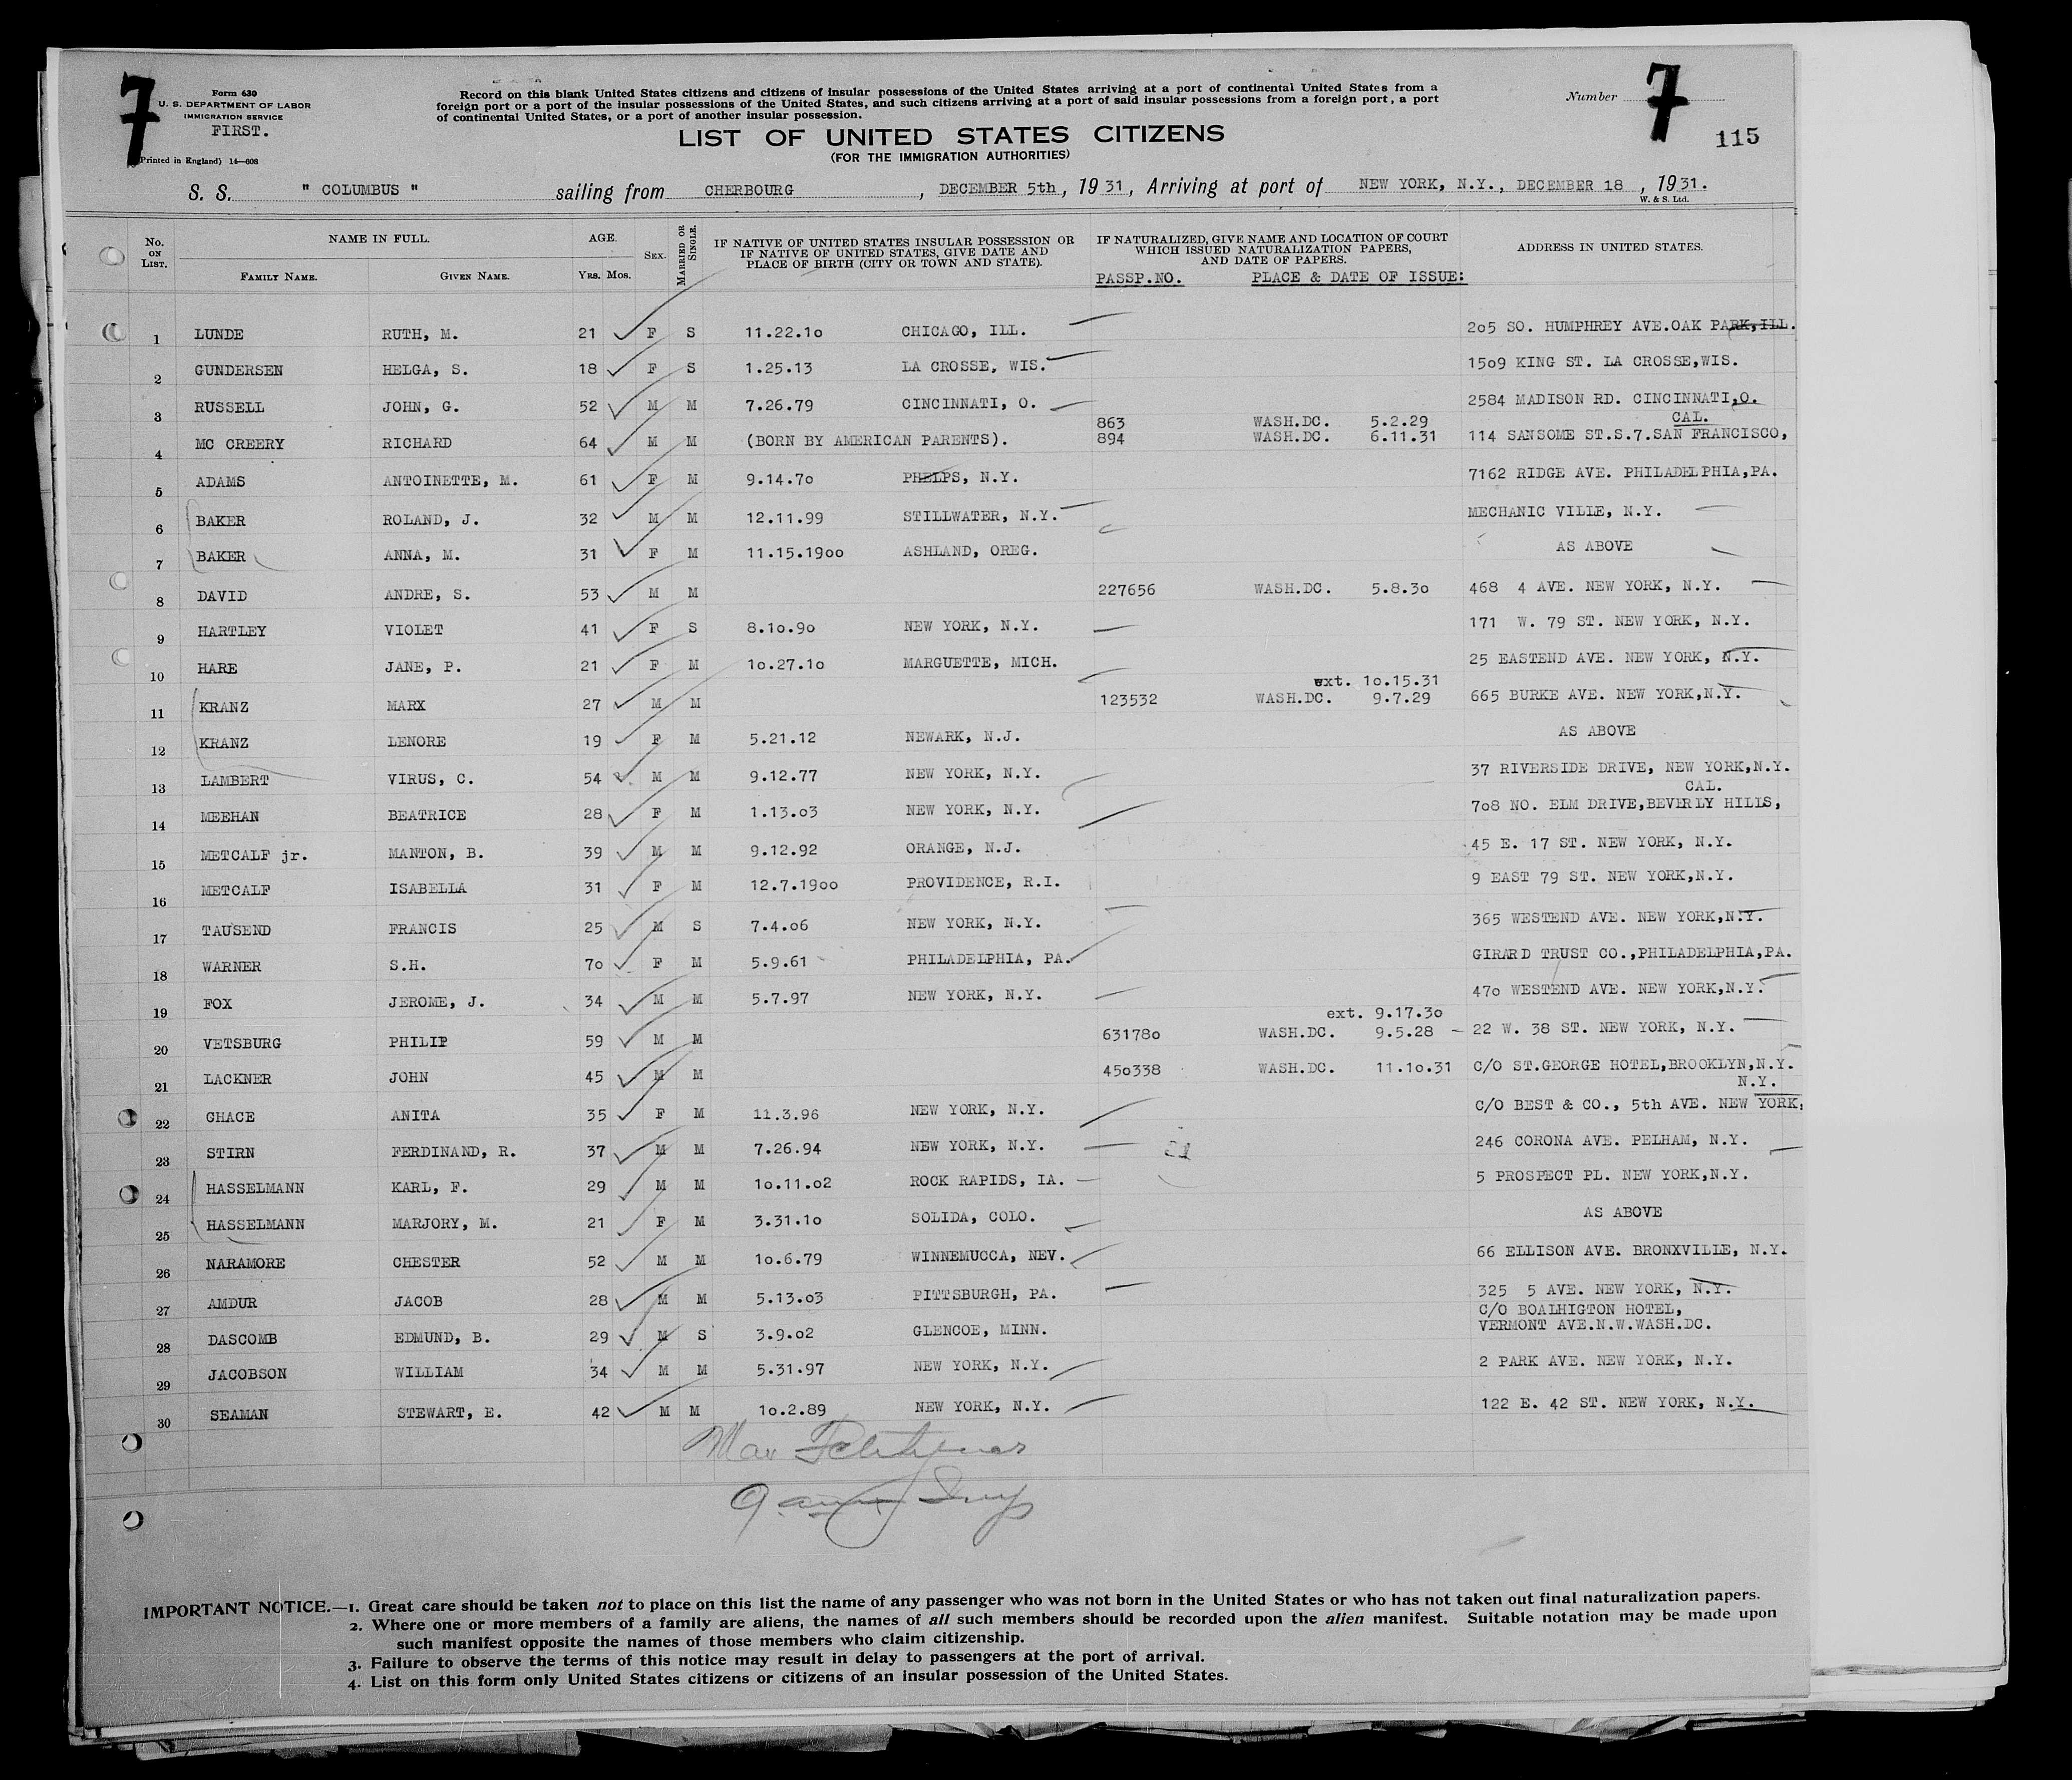 7
Form 630
U. S. DEPARTMENT OF LABOR
IMMIGRATION SERVICE
FIRST.
(Printed in England) 14—608
Record on this blank United States citizens and citizens of insular possessions of the United States arriving at a port of continental United States from a
foreign port or a port of the insular possessions of the United States, and such citizens arriving at a port of said insular possessions from a foreign port, a port
of continental United States, or a port of another insular possession.
LIST OF UNITED STATES CITIZENS
(FOR THE IMMIGRATION AUTHORITIES)
Number 7
115
S. S. " COLUMBUS " sailing from CHERBOURG , DECEMBER 5th, 1931, Arriving at port of NEW YORK, N.Y., DECEMBER 18, 1931.
W. & S. Ltd.
No. ON LIST. NAME IN FULL. FAMILY NAME. GIVEN NAME. AGE. YRS. MOS. SEX. MARRIED OR SINGLE. IF NATIVE OF UNITED STATES INSULAR POSSESSION OR IF NATIVE OF UNITED STATES, GIVE DATE AND PLACE OF BIRTH (CITY OR TOWN AND STATE). IF NATURALIZED, GIVE NAME AND LOCATION OF COURT WHICH ISSUED NATURALIZATION PAPERS, AND DATE OF PAPERS. ADDRESS IN UNITED STATES.
PASSP.NO. PLACE & DATE OF ISSUE:
1 LUNDE RUTH, M. 21 F S 11.22.10 CHICAGO, ILL. 205 SO. HUMPHREY AVE.OAK PARK,ILL.
2 GUNDERSEN HELGA, S. 18 F S 1.25.13 LA CROSSE, WIS. 1509 KING ST. LA CROSSE,WIS.
3 RUSSELL JOHN, G. 52 M M 7.26.79 CINCINNATI, O. 2584 MADISON RD. CINCINNATI,O.
863 WASH.DC. 5.2.29 CAL.
4 MC CREERY RICHARD 64 M M (BORN BY AMERICAN PARENTS). 894 WASH.DC. 6.11.31 114 SANSOME ST.S.7.SAN FRANCISCO,
5 ADAMS ANTOINETTE, M. 61 F M 9.14.70 PHELPS, N.Y. 7162 RIDGE AVE. PHILADELPHIA,PA.
6 BAKER ROLAND, J. 32 M M 12.11.99 STILLWATER, N.Y. MECHANIC VILLE, N.Y.
7 BAKER ANNA, M. 31 F M 11.15.1900 ASHLAND, OREG. AS ABOVE
8 DAVID ANDRE, S. 53 M M 227656 WASH.DC. 5.8.30 468 4 AVE. NEW YORK, N.Y.
9 HARTLEY VIOLET 41 F S 8.10.90 NEW YORK, N.Y. 171 W. 79 ST. NEW YORK, N.Y.
10 HARE JANE, P. 21 F M 10.27.10 MARGUETTE, MICH. 25 EASTEND AVE. NEW YORK, N.Y.
ext. 10.15.31
11 KRANZ MARX 27 M M 123532 WASH.DC. 9.7.29 665 BURKE AVE. NEW YORK,N.Y.
12 KRANZ LENORE 19 F M 5.21.12 NEWARK, N.J. AS ABOVE
13 LAMBERT VIRUS, C. 54 M M 9.12.77 NEW YORK, N.Y. 37 RIVERSIDE DRIVE, NEW YORK,N.Y.
CAL.
14 MEEHAN BEATRICE 28 F M 1.13.03 NEW YORK, N.Y. 708 NO. ELM DRIVE,BEVERLY HILLS,
15 METCALF jr. MANTON, B. 39 M M 9.12.92 ORANGE, N.J. 45 E. 17 ST. NEW YORK, N.Y.
16 METCALF ISABELLA 31 F M 12.7.1900 PROVIDENCE, R.I. 9 EAST 79 ST. NEW YORK,N.Y.
17 TAUSEND FRANCIS 25 M S 7.4.06 NEW YORK, N.Y. 365 WESTEND AVE. NEW YORK,N.Y.
18 WARNER S.H. 70 F M 5.9.61 PHILADELPHIA, PA. GIRARD TRUST CO.,PHILADELPHIA,PA.
19 FOX JEROME, J. 34 M M 5.7.97 NEW YORK, N.Y. 470 WESTEND AVE. NEW YORK,N.Y.
ext. 9.17.30
20 VETSBURG PHILIP 59 M M 631780 WASH.DC. 9.5.28 22 W. 38 ST. NEW YORK, N.Y.
21 LACKNER JOHN 45 M M 450338 WASH.DC. 11.10.31 C/O ST.GEORGE HOTEL,BROOKLYN,N.Y.
N.Y.
22 GHACE ANITA 35 F M 11.3.96 NEW YORK, N.Y. C/O BEST & CO., 5th AVE. NEW YORK,
23 STIRN FERDINAND, R. 37 M M 7.26.94 NEW YORK, N.Y. 246 CORONA AVE. PELHAM, N.Y.
24 HASSELMANN KARL, F. 29 M M 10.11.02 ROCK RAPIDS, IA. 5 PROSPECT PL. NEW YORK,N.Y.
25 HASSELMANN MARJORY, M. 21 F M 3.31.10 SOLIDA, COLO. AS ABOVE
26 NARAMORE CHESTER 52 M M 10.6.79 WINNEMUCCA, NEV. 66 ELLISON AVE. BRONXVILLE, N.Y.
27 AMDUR JACOB 28 M M 5.13.03 PITTSBURGH, PA. 325 5 AVE. NEW YORK, N.Y.
C/O BOALHIGTON HOTEL,
28 DASCOMB EDMUND, B. 29 M S 3.9.02 GLENCOE, MINN. VERMONT AVE.N.W.WASH.DC.
29 JACOBSON WILLIAM 34 M M 5.31.97 NEW YORK, N.Y. 2 PARK AVE. NEW YORK, N.Y.
30 SEAMAN STEWART, E. 42 M M 10.2.89 NEW YORK, N.Y. 122 E. 42 ST. NEW YORK, N.Y.
IMPORTANT NOTICE.—1. Great care should be taken not to place on this list the name of any passenger who was not born in the United States or who has not taken out final naturalization papers.
2. Where one or more members of a family are aliens, the names of all such members should be recorded upon the alien manifest. Suitable notation may be made upon
such manifest opposite the names of those members who claim citizenship.
3. Failure to observe the terms of this notice may result in delay to passengers at the port of arrival.
4. List on this form only United States citizens or citizens of an insular possession of the United States.